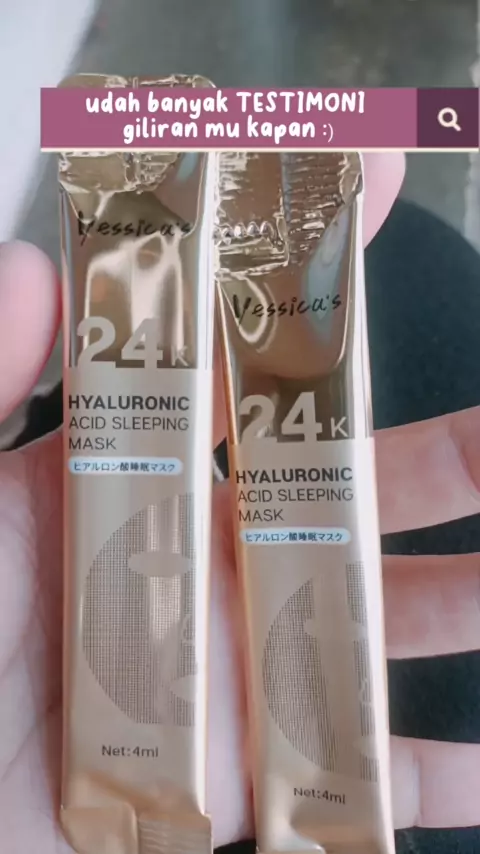 udah banyak TESTIMONI
giliran mu kapan :)
Yessica's
24K
HYALURONIC
ACID SLEEPING
MASK
ヒアルロン酸睡眠マスク
Net:4ml
Yessica's
24K
HYALURONIC
ACID SLEEPING
MASK
ヒアルロン酸睡眠マスク
Net:4ml